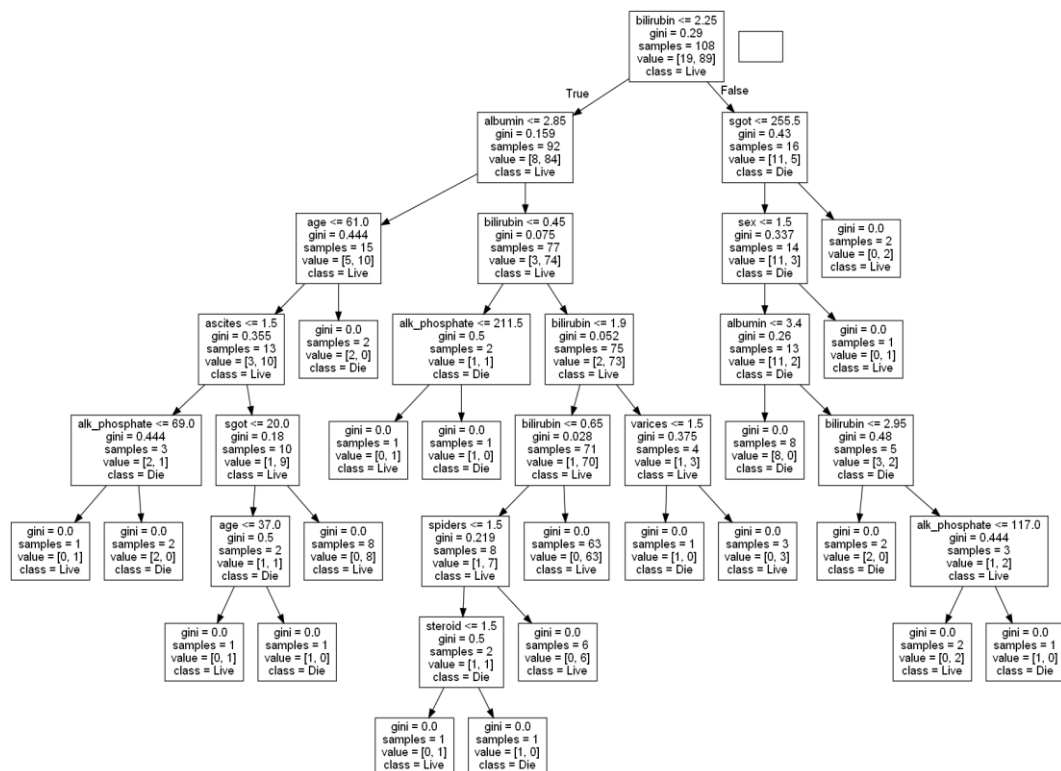 bilirubin <= 2.25
gini = 0.29
samples = 108
value = [19, 89]
class = Live
True
False
albumin <= 2.85
gini = 0.159
samples = 92
value = [8, 84]
class = Live
sgot <= 255.5
gini = 0.43
samples = 16
value = [11, 5]
class = Die
age <= 61.0
gini = 0.444
samples = 15
value = [5, 10]
class = Live
bilirubin <= 0.45
gini = 0.075
samples = 77
value = [3, 74]
class = Live
sex <= 1.5
gini = 0.337
samples = 14
value = [11, 3]
class = Die
gini = 0.0
samples = 2
value = [0, 2]
class = Live
ascites <= 1.5
gini = 0.355
samples = 13
value = [3, 10]
class = Live
gini = 0.0
samples = 2
value = [2, 0]
class = Die
alk_phosphate <= 211.5
gini = 0.5
samples = 2
value = [1, 1]
class = Die
bilirubin <= 1.9
gini = 0.052
samples = 75
value = [2, 73]
class = Live
albumin <= 3.4
gini = 0.26
samples = 13
value = [11, 2]
class = Die
gini = 0.0
samples = 1
value = [0, 1]
class = Live
alk_phosphate <= 69.0
gini = 0.444
samples = 3
value = [2, 1]
class = Die
sgot <= 20.0
gini = 0.18
samples = 10
value = [1, 9]
class = Live
gini = 0.0
samples = 1
value = [0, 1]
class = Live
gini = 0.0
samples = 1
value = [1, 0]
class = Die
bilirubin <= 0.65
gini = 0.028
samples = 71
value = [1, 70]
class = Live
varices <= 1.5
gini = 0.375
samples = 4
value = [1, 3]
class = Live
gini = 0.0
samples = 8
value = [8, 0]
class = Die
bilirubin <= 2.95
gini = 0.48
samples = 5
value = [3, 2]
class = Die
gini = 0.0
samples = 1
value = [0, 1]
class = Live
gini = 0.0
samples = 2
value = [2, 0]
class = Die
age <= 37.0
gini = 0.5
samples = 2
value = [1, 1]
class = Die
gini = 0.0
samples = 8
value = [0, 8]
class = Live
spiders <= 1.5
gini = 0.219
samples = 8
value = [1, 7]
class = Live
gini = 0.0
samples = 63
value = [0, 63]
class = Live
gini = 0.0
samples = 1
value = [1, 0]
class = Die
gini = 0.0
samples = 3
value = [0, 3]
class = Live
gini = 0.0
samples = 2
value = [2, 0]
class = Die
alk_phosphate <= 117.0
gini = 0.444
samples = 3
value = [1, 2]
class = Live
gini = 0.0
samples = 1
value = [0, 1]
class = Live
gini = 0.0
samples = 1
value = [1, 0]
class = Die
steroid <= 1.5
gini = 0.5
samples = 2
value = [1, 1]
class = Die
gini = 0.0
samples = 6
value = [0, 6]
class = Live
gini = 0.0
samples = 2
value = [0, 2]
class = Live
gini = 0.0
samples = 1
value = [1, 0]
class = Die
gini = 0.0
samples = 1
value = [0, 1]
class = Live
gini = 0.0
samples = 1
value = [1, 0]
class = Die